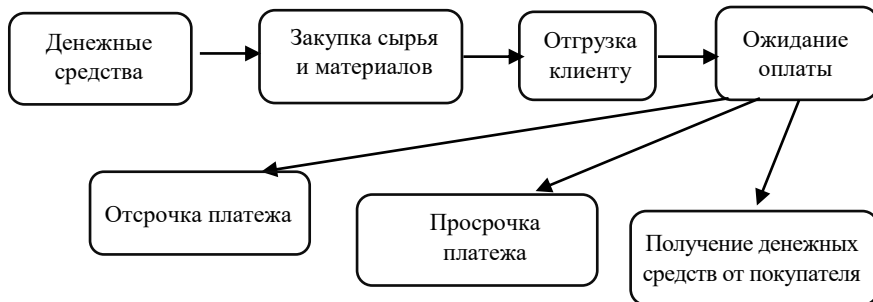 Денежные
средства
Закупка сырья
и материалов
Отгрузка
клиенту
Ожидание
оплаты
Отсрочка платежа
Просрочка
платежа
Получение денежных
средств от покупателя